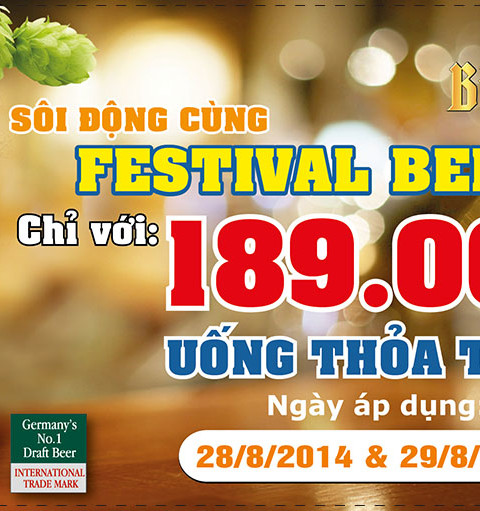 B
SÔI ĐỘNG CÙNG
FESTIVAL BE
Chỉ với:
189.0
UỐNG THỎA T
Ngày áp dụng:
28/8/2014 & 29/8/
Germany's
No.1
Draft Beer
INTERNATIONAL
TRADE MARK